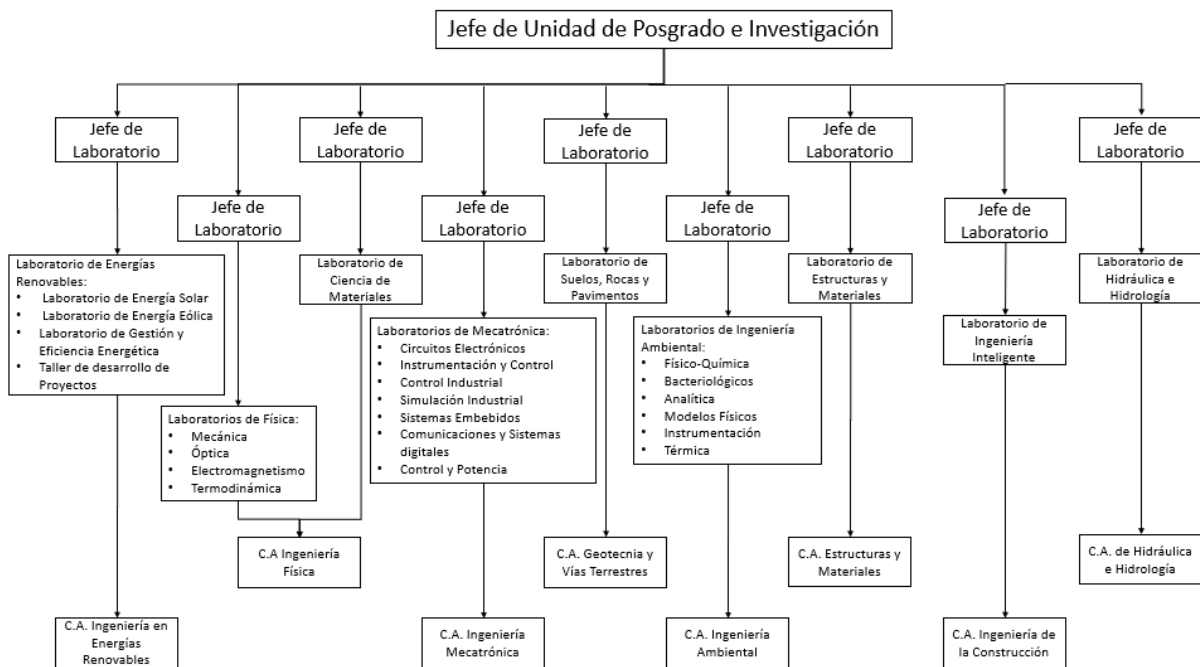 Jefe de Unidad de Posgrado e Investigación
Jefe de
Laboratorio
Jefe de
Laboratorio
Jefe de
Laboratorio
Jefe de
Laboratorio
Jefe de
Laboratorio
Jefe de
Laboratorio
Jefe de
Laboratorio
Jefe de
Laboratorio
Jefe de
Laboratorio
Laboratorio de Energías
Renovables:
• Laboratorio de Energía Solar
• Laboratorio de Energía Eólica
• Laboratorio de Gestión y
Eficiencia Energética
• Taller de desarrollo de
Proyectos
Laboratorio de
Ciencia de
Materiales
Laboratorio de
Suelos, Rocas y
Pavimentos
Laboratorio de
Estructuras y
Materiales
Laboratorio de
Hidráulica e
Hidrología
Laboratorios de Mecatrónica:
• Circuitos Electrónicos
• Instrumentación y Control
• Control Industrial
• Simulación Industrial
• Sistemas Embebidos
• Comunicaciones y Sistemas
digitales
• Control y Potencia
Laboratorios de Ingeniería
Ambiental:
• Físico-Química
• Bacteriológicos
• Analítica
• Modelos Físicos
• Instrumentación
• Térmica
Laboratorio de
Ingeniería
Inteligente
Laboratorios de Física:
• Mecánica
• Óptica
• Electromagnetismo
• Termodinámica
C.A Ingeniería
Física
C.A. Geotecnia y
Vías Terrestres
C.A. Estructuras y
Materiales
C.A. de Hidráulica
e Hidrología
C.A. Ingeniería en
Energías
Renovables
C.A. Ingeniería
Mecatrónica
C.A. Ingeniería
Ambiental
C.A. Ingeniería de
la Construcción